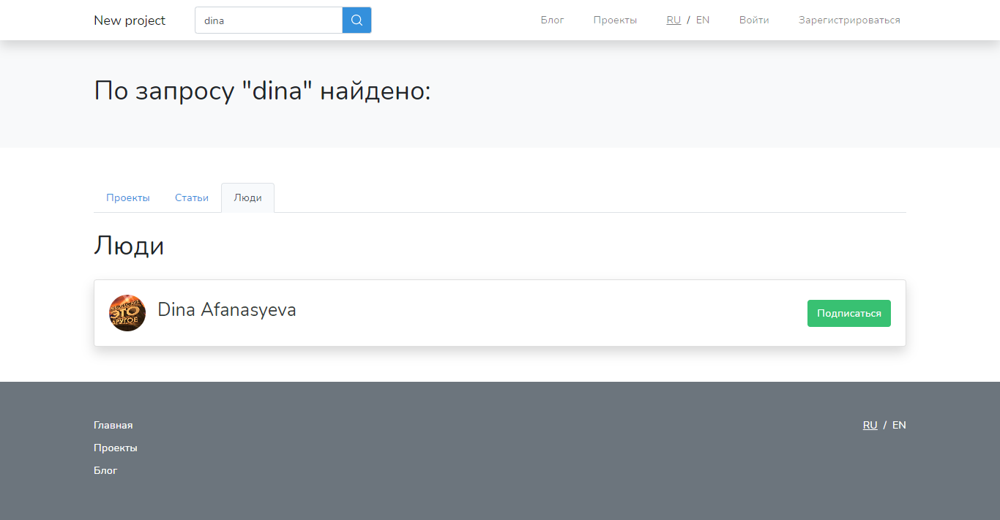 New project
dina
Блог
Проекты
RU / EN
Войти
Зарегистрироваться
По запросу "dina" найдено:
Проекты
Статьи
Люди
Люди
ЭТО
ДРУГОЕ
Dina Afanasyeva
Подписаться
Главная
RU / EN
Проекты
Блог